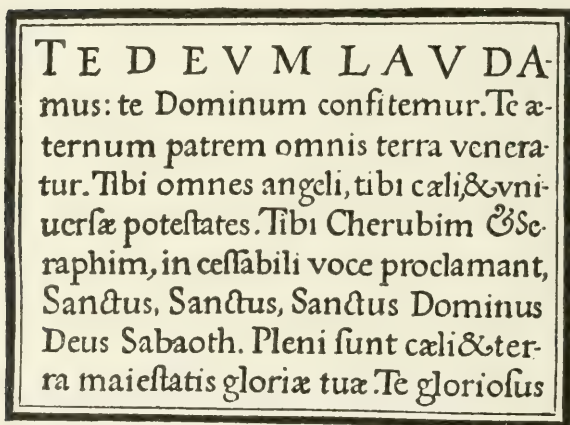 TE DEVM LAVDA-
mus: te Dominum confitemur. Te æ-
ternum patrem omnis terra venera-
tur. Tibi omnes angeli, tibi cæli, & vni-
uerſæ poteſtates. Tibi Cherubim & Se-
raphim, in ceſſabili voce proclamant,
Sanctus, Sanctus, Sanctus Dominus
Deus Sabaoth. Pleni ſunt cæli & ter-
ra maieſtatis gloriæ tuæ. Te glorioſus